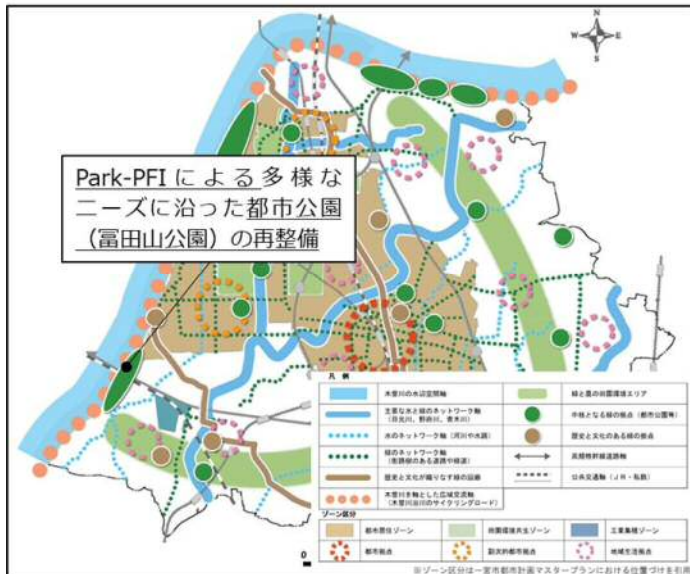 N
W E
S
Park-PFI による多様な
ニーズに沿った都市公園
（冨田山公園）の再整備
凡 例
木曽川の水辺空間軸
緑と農の田園環境エリア
主要な水と緑のネットワーク軸
（日光川、野府川、青木川）
中核となる緑の拠点（都市公園等）
水のネットワーク軸（河川や水路）
歴史と文化のある緑の拠点
緑のネットワーク軸
（街路樹のある道路や緑道）
高規格幹線道路軸
歴史と文化が織りなす緑の回廊
公共交通軸（ＪＲ・私鉄）
木曽川を軸とした広域交流軸
（木曽川沿川のサイクリングロード）
ゾーン区分
都市居住ゾーン
田園環境共生ゾーン
工業集積ゾーン
都市拠点
副次的都市拠点
地域生活拠点
0
※ゾーン区分は一宮市都市計画マスタープランにおける位置づけを引用